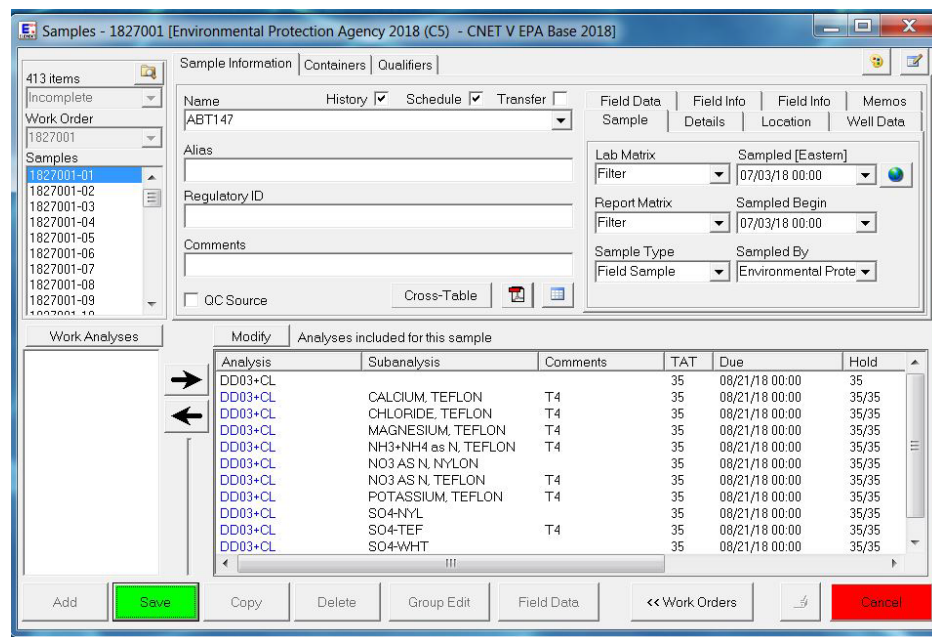 Samples - 1827001 [Environmental Protection Agency 2018 (C5) - CNET V EPA Base 2018]
413 items
Incomplete
Work Order
1827001
Samples
1827001-01
1827001-02
1827001-03
1827001-04
1827001-05
1827001-06
1827001-07
1827001-08
1827001-09
Sample Information Containers Qualifiers
Name History Schedule Transfer
ABT147
Alias
Regulatory ID
Comments
QC Source Cross-Table
Field Data Field Info Field Info Memos
Sample Details Location Well Data
Lab Matrix Sampled [Eastern]
Filter 07/03/18 00:00
Report Matrix Sampled Begin
Filter 07/03/18 00:00
Sample Type Sampled By
Field Sample Environmental Prote
Work Analyses Modify Analyses included for this sample
Analysis Subanalysis Comments TAT Due Hold
DD03+CL 35 08/21/18 00:00 35
DD03+CL CALCIUM, TEFLON T4 35 08/21/18 00:00 35/35
DD03+CL CHLORIDE, TEFLON T4 35 08/21/18 00:00 35/35
DD03+CL MAGNESIUM, TEFLON T4 35 08/21/18 00:00 35/35
DD03+CL NH3+NH4 as N, TEFLON T4 35 08/21/18 00:00 35/35
DD03+CL NO3 AS N, NYLON 35 08/21/18 00:00 35/35
DD03+CL NO3 AS N, TEFLON T4 35 08/21/18 00:00 35/35
DD03+CL POTASSIUM, TEFLON T4 35 08/21/18 00:00 35/35
DD03+CL SO4-NYL 35 08/21/18 00:00 35/35
DD03+CL SO4-TEF T4 35 08/21/18 00:00 35/35
DD03+CL SO4-WHT 35 08/21/18 00:00 35/35
Add Save Copy Delete Group Edit Field Data << Work Orders Cancel